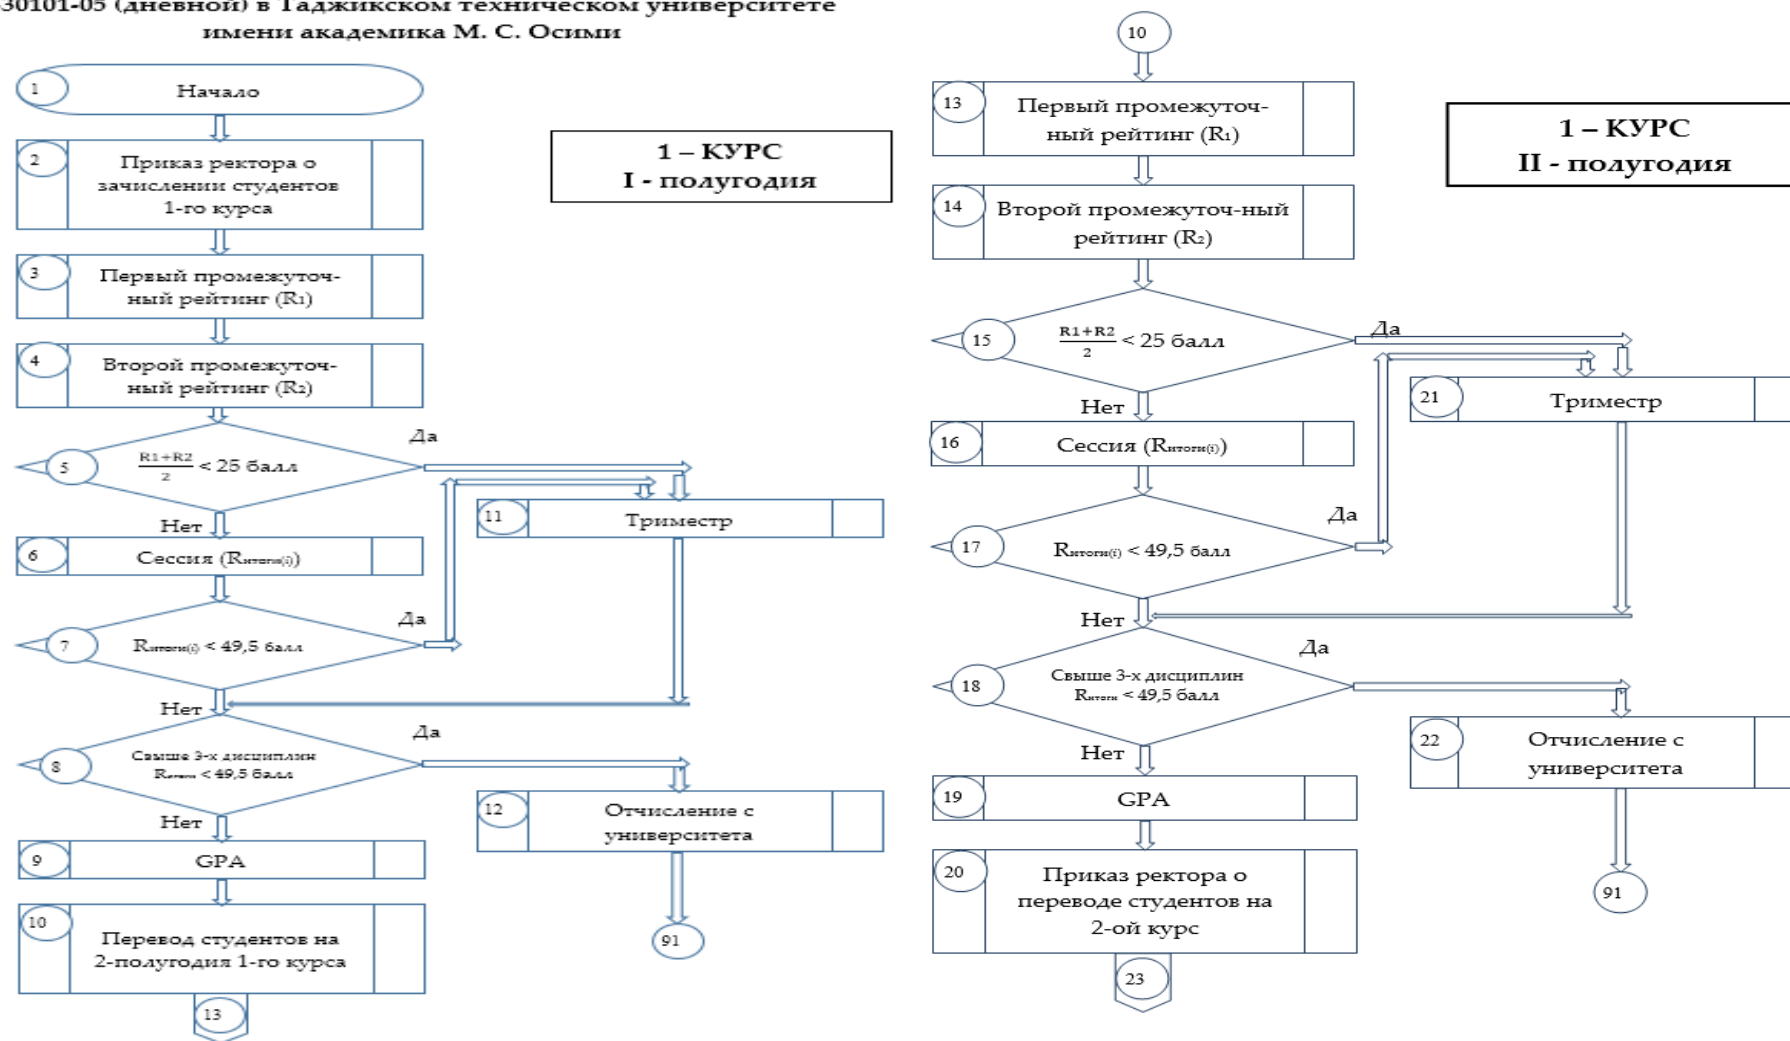 30101-05 (дневной) в Таджикском техническом университете
имени академика М. С. Осими
1
Начало
2
Приказ ректора о
зачислении студентов
1-го курса
3
Первый промежуточ-
ный рейтинг (R₁)
4
Второй промежуточ-
ный рейтинг (R₂)
5
R1+R2
2
< 25 балл
Да
Нет
6
Сессия (Rитоги(i))
7
Rитоги(i) < 49,5 балл
Да
Нет
8
Свыше 3-х дисциплин
Rитоги < 49,5 балл
Да
Нет
9
GPA
10
Перевод студентов на
2-полугодия 1-го курса
13
1 – КУРС
I - полугодия
11
Триместр
12
Отчисление с
университета
91
10
13
Первый промежуточ-
ный рейтинг (R₁)
14
Второй промежуточ-ный
рейтинг (R₂)
15
R1+R2
2
< 25 балл
Да
Нет
16
Сессия (Rитоги(i))
17
Rитоги(i) < 49,5 балл
Да
Нет
18
Свыше 3-х дисциплин
Rитоги < 49,5 балл
Да
Нет
19
GPA
20
Приказ ректора о
переводе студентов на
2-ой курс
23
1 – КУРС
II - полугодия
21
Триместр
22
Отчисление с
университета
91